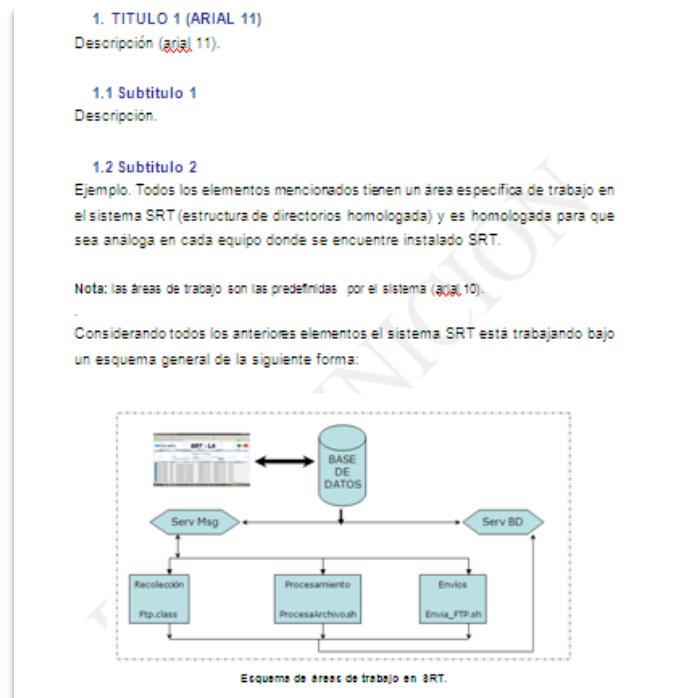 1. TITULO 1 (ARIAL 11)
Descripción (arial 11).
1.1 Subtitulo 1
Descripción.
1.2 Subtitulo 2
Ejemplo. Todos los elementos mencionados tienen un área específica de trabajo en
el sistema SRT (estructura de directorios homologada) y es homologada para que
sea análoga en cada equipo donde se encuentre instalado SRT.
Nota: las áreas de trabajo son las predefinidas por el sistema (arial 10).
.
Considerando todos los anteriores elementos el sistema SRT está trabajando bajo
un esquema general de la siguiente forma:
SRT - LA
BASE
DE
DATOS
Serv Msg
Serv BD
Recolección
Ftp.class
Procesamiento
ProcesaArchivo.sh
Envíos
Envia_FTP.sh
Esquema de áreas de trabajo en SRT.